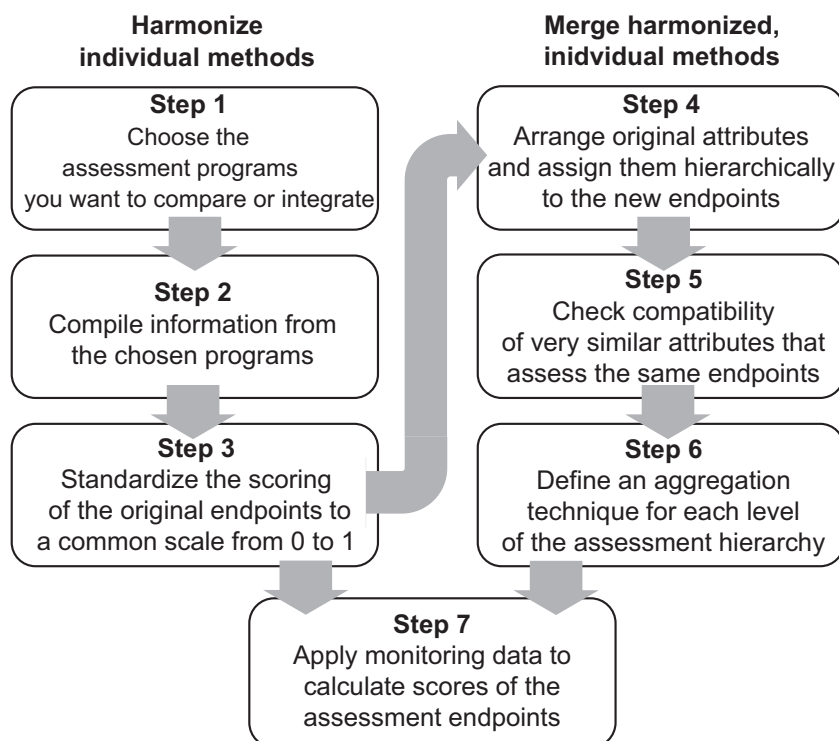 Harmonize
individual methods
Step 1
Choose the
assessment programs
you want to compare or integrate
Step 2
Compile information from
the chosen programs
Step 3
Standardize the scoring
of the original endpoints to
a common scale from 0 to 1
Merge harmonized,
inidvidual methods
Step 4
Arrange original attributes
and assign them hierarchically
to the new endpoints
Step 5
Check compatibility
of very similar attributes that
assess the same endpoints
Step 6
Define an aggregation
technique for each level
of the assessment hierarchy
Step 7
Apply monitoring data to
calculate scores of the
assessment endpoints